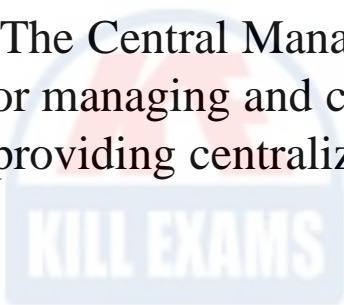 The Central Mana
or managing and c
providing centraliz
KILL EXAMS